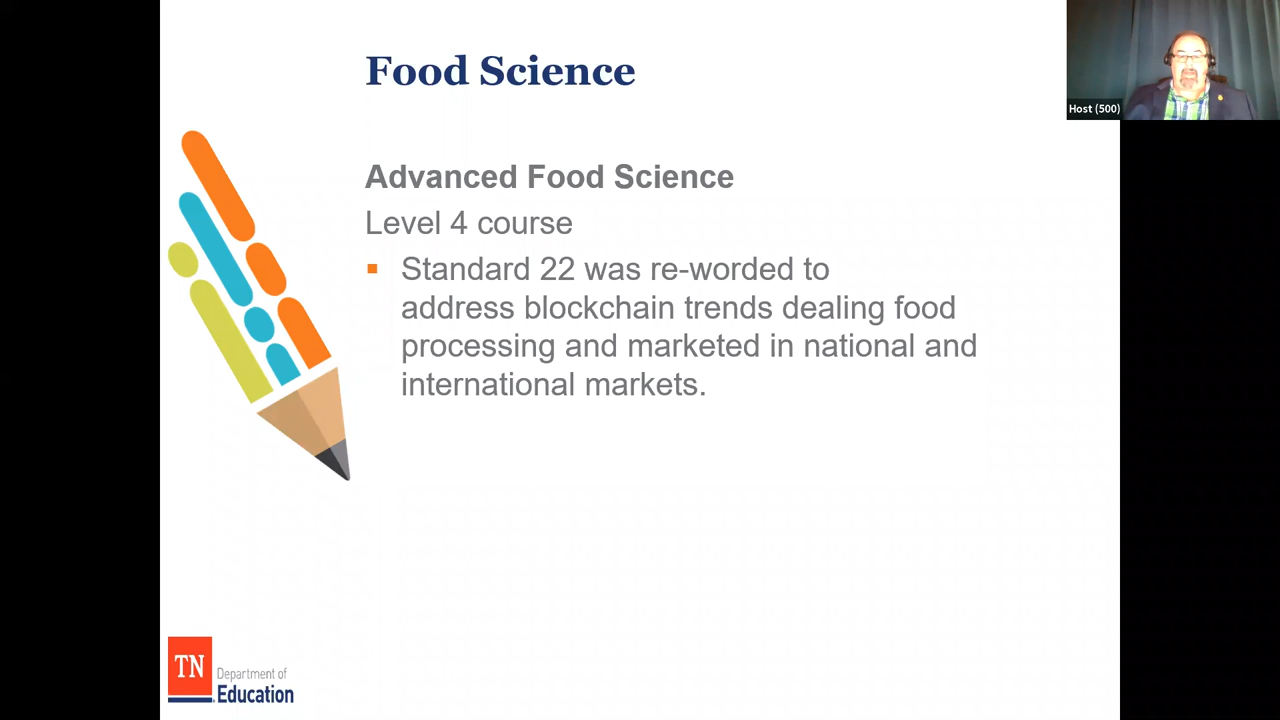 Food Science
Host (500)
Advanced Food Science
Level 4 course
Standard 22 was re-worded to
address blockchain trends dealing food
processing and marketed in national and
international markets.
TN
Department of
Education